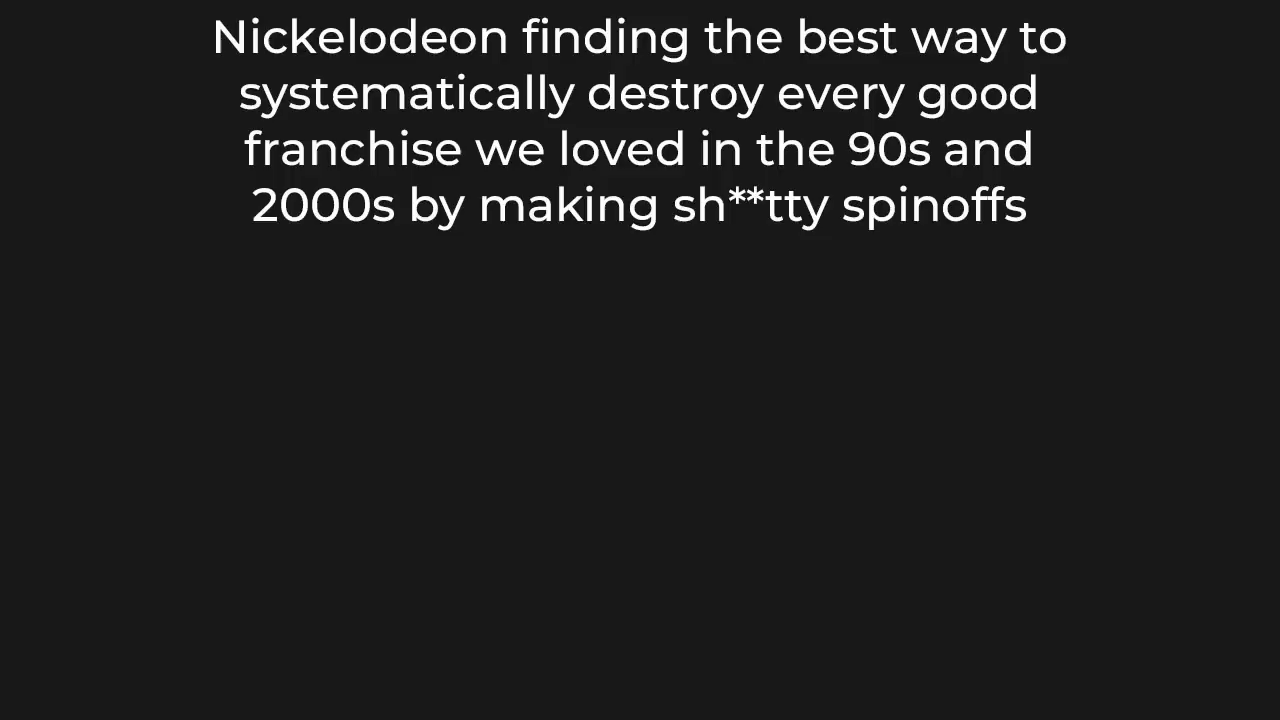 Nickelodeon finding the best way to
systematically destroy every good
franchise we loved in the 90s and
2000s by making sh**tty spinoffs